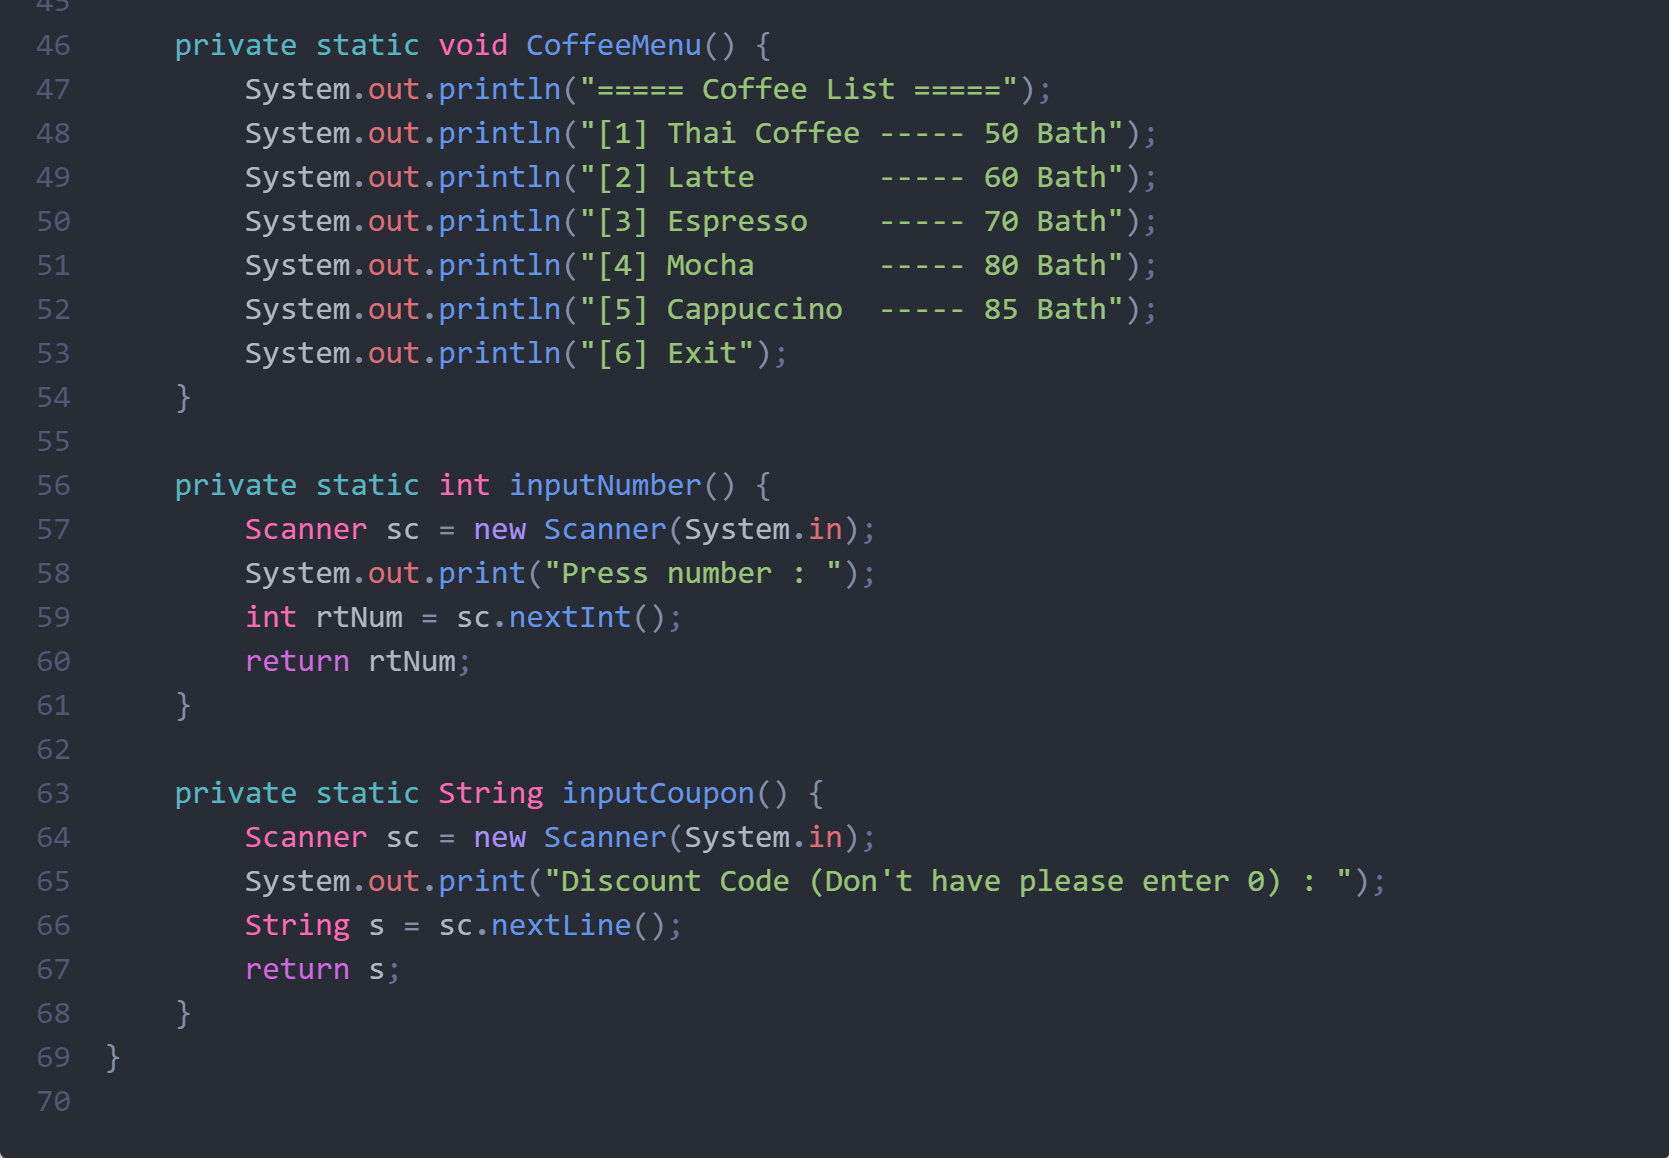 45
46     private static void CoffeeMenu() {
47         System.out.println("===== Coffee List =====");
48         System.out.println("[1] Thai Coffee ----- 50 Bath");
49         System.out.println("[2] Latte       ----- 60 Bath");
50         System.out.println("[3] Espresso    ----- 70 Bath");
51         System.out.println("[4] Mocha       ----- 80 Bath");
52         System.out.println("[5] Cappuccino  ----- 85 Bath");
53         System.out.println("[6] Exit");
54     }
55
56     private static int inputNumber() {
57         Scanner sc = new Scanner(System.in);
58         System.out.print("Press number : ");
59         int rtNum = sc.nextInt();
60         return rtNum;
61     }
62
63     private static String inputCoupon() {
64         Scanner sc = new Scanner(System.in);
65         System.out.print("Discount Code (Don't have please enter 0) : ");
66         String s = sc.nextLine();
67         return s;
68     }
69 }
70